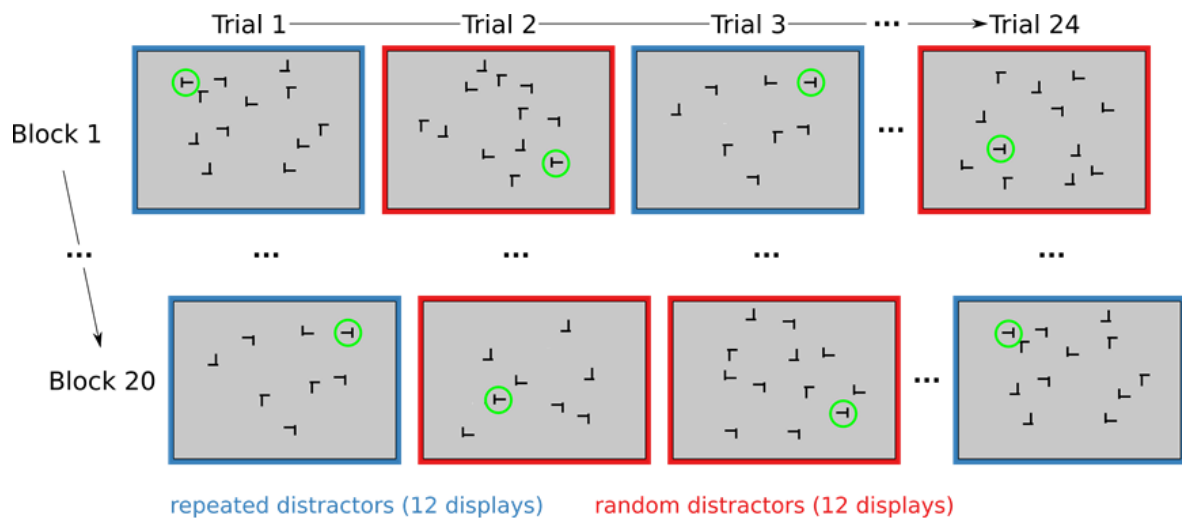 Trial 1 Trial 2 Trial 3 ... Trial 24
Block 1 ...
... ... ... ... ...
Block 20 ...
repeated distractors (12 displays) random distractors (12 displays)